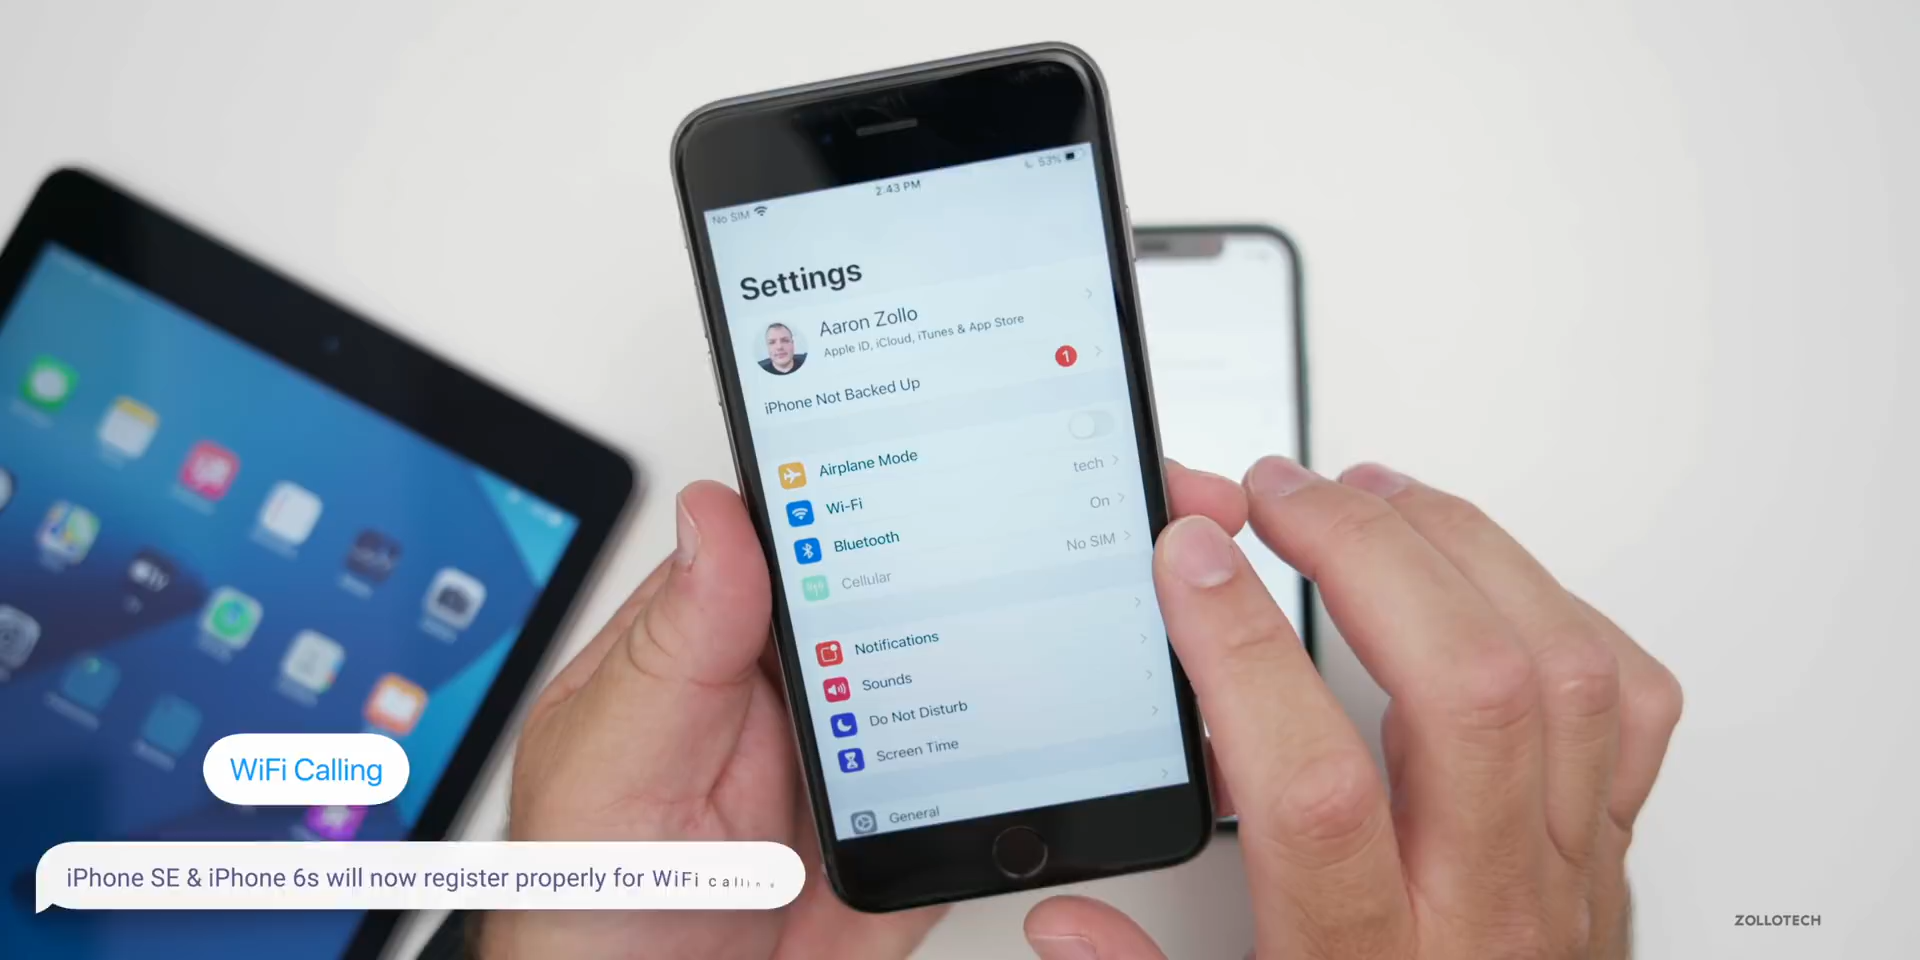 No SIM
2:43 PM
53%
Settings
Aaron Zollo
Apple ID, iCloud, iTunes & App Store
iPhone Not Backed Up
1
Airplane Mode
Wi-Fi
tech
Bluetooth
On
Cellular
No SIM
Notifications
Sounds
Do Not Disturb
Screen Time
General
WiFi Calling
iPhone SE & iPhone 6s will now register properly for WiFi calling
ZOLLOTECH